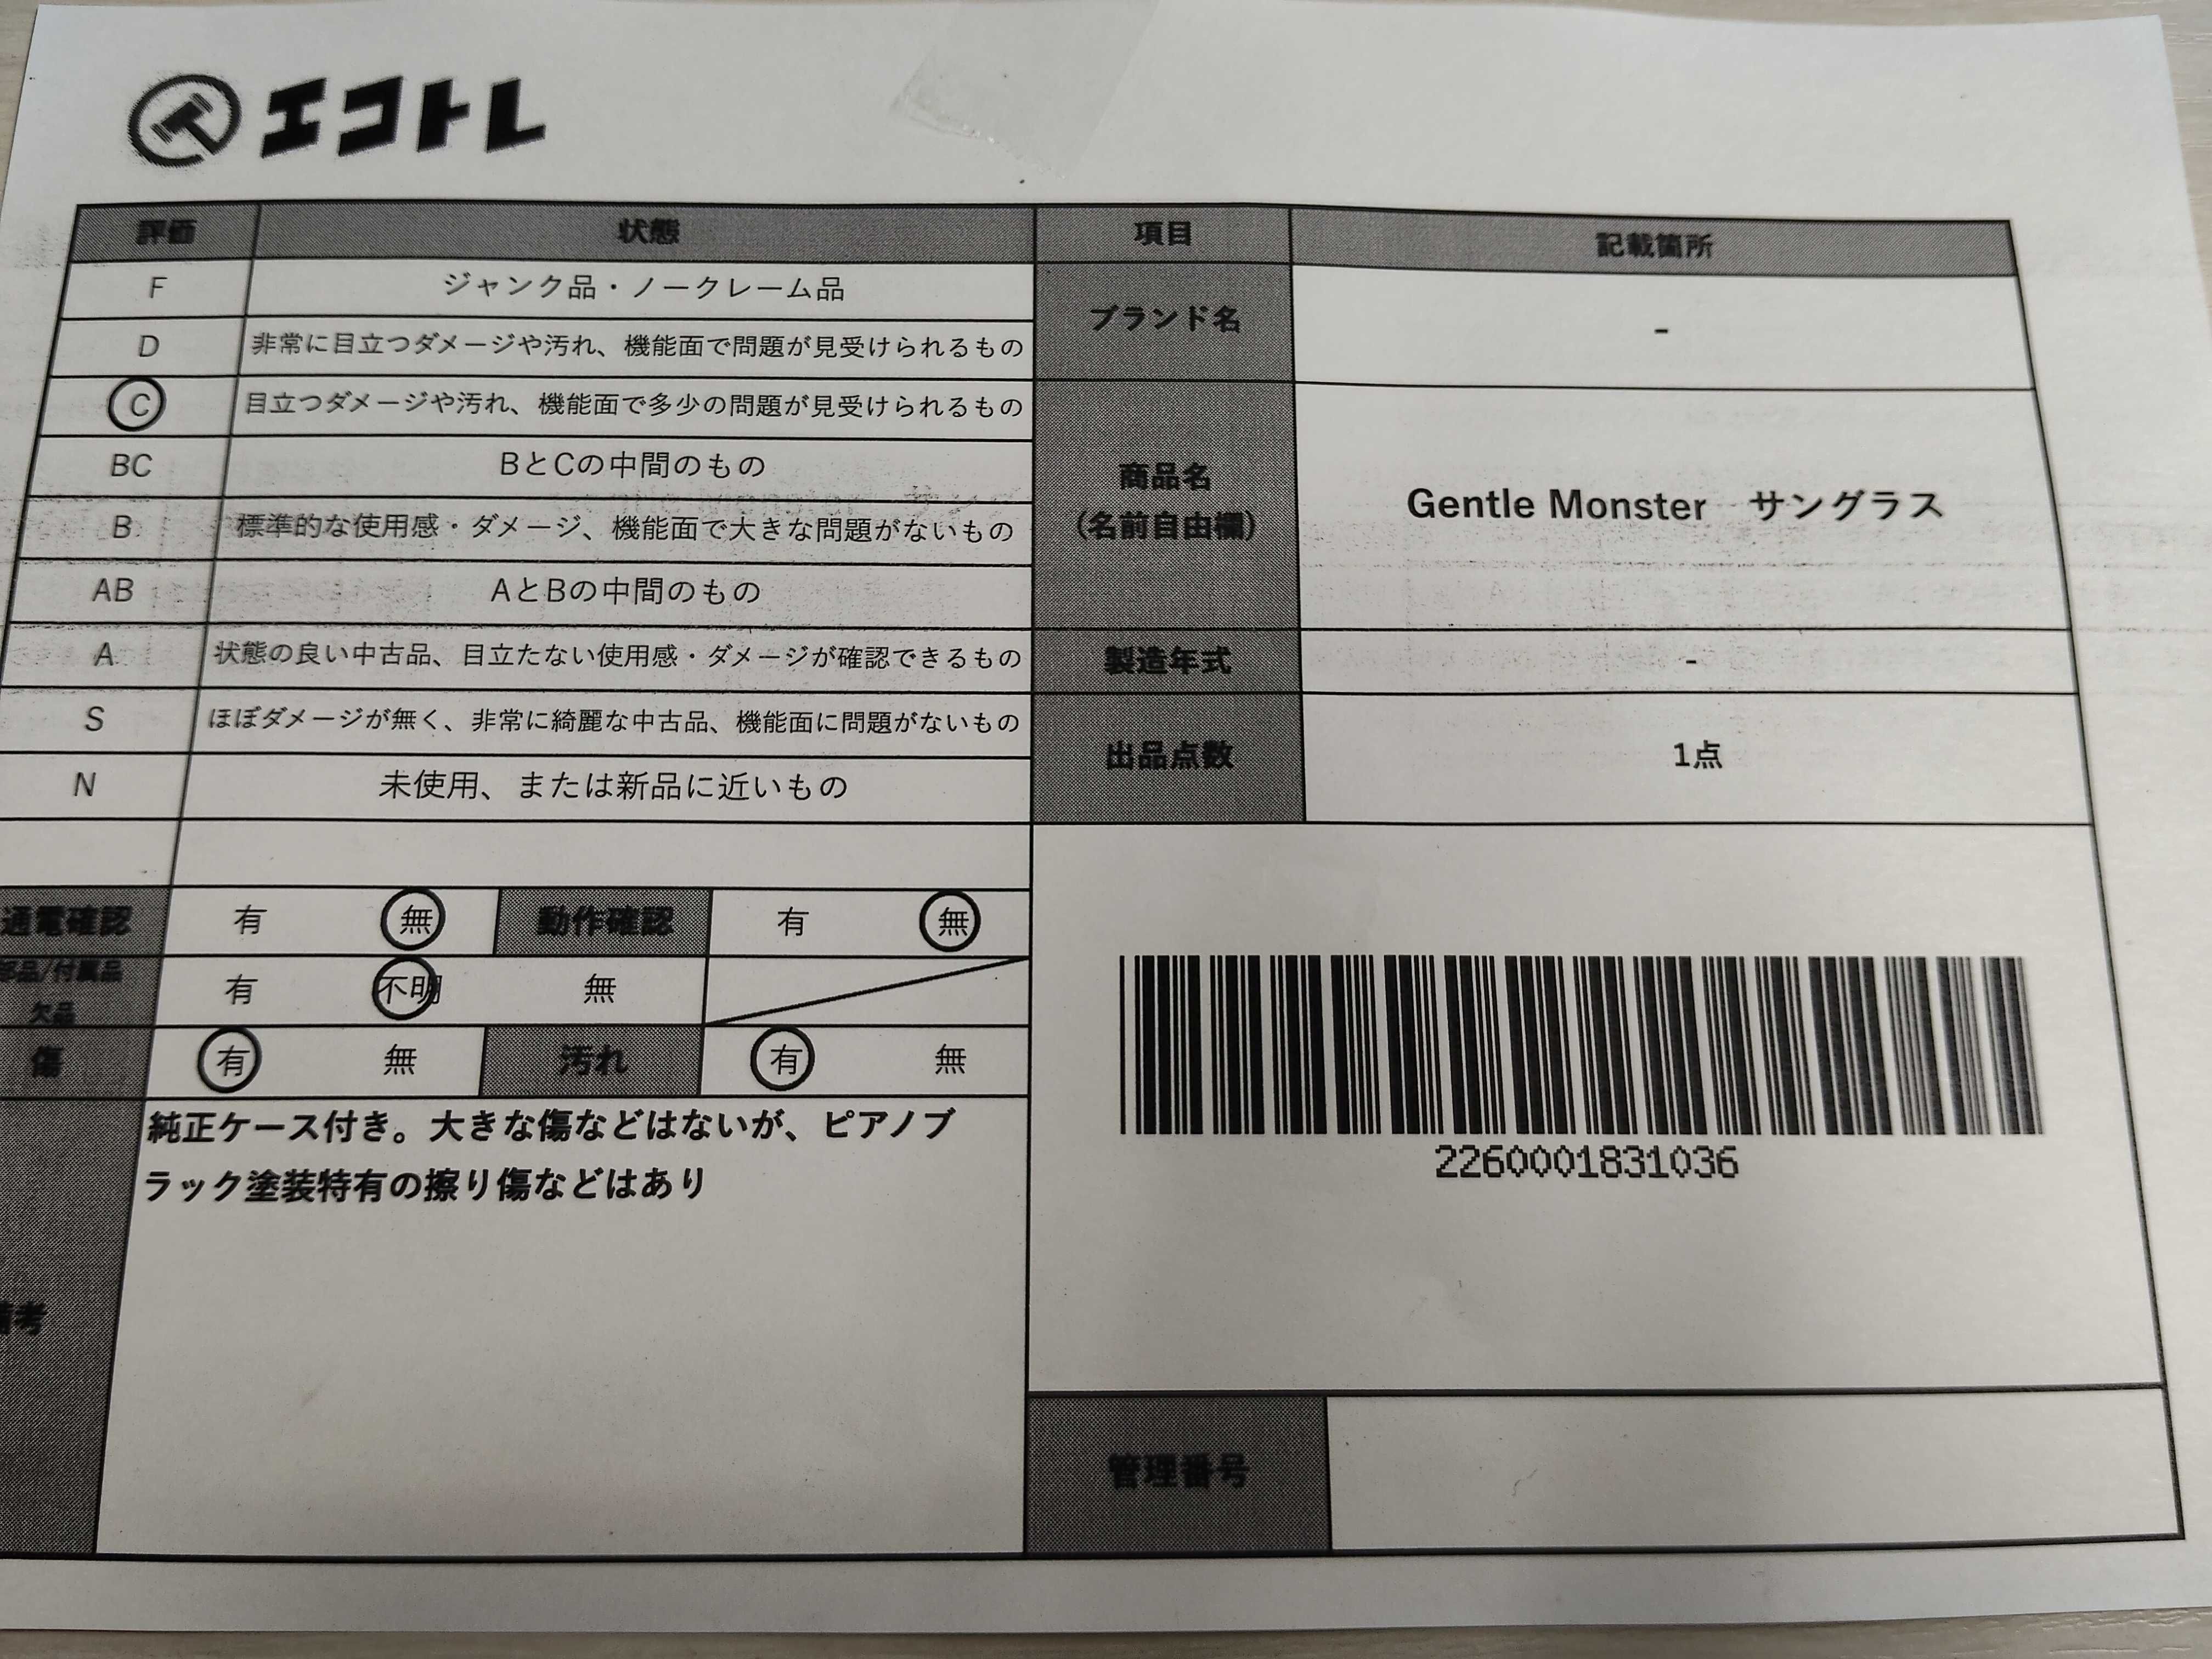 エコトレ
評価 状態 項目 記載箇所
F ジャンク品・ノークレーム品
D 非常に目立つダメージや汚れ、機能面で問題が見受けられるもの
ブランド名 -
C 目立つダメージや汚れ、機能面で多少の問題が見受けられるもの
BC BとCの中間のもの
B 標準的な使用感・ダメージ、機能面で大きな問題がないもの
AB AとBの中間のもの
商品名
(名前自由欄)
Gentle Monster サングラス
A 状態の良い中古品、目立たない使用感・ダメージが確認できるもの
製造年式 -
S ほぼダメージが無く、非常に綺麗な中古品、機能面に問題がないもの
N 未使用、または新品に近いもの
出品点数 1点
通電確認 有 無 動作確認 有 無
部品/付属品
欠品
有 不明 無
傷 有 無 汚れ 有 無
備考
純正ケース付き。大きな傷などはないが、ピアノブ
ラック塗装特有の擦り傷などはあり
2260001831036
管理番号